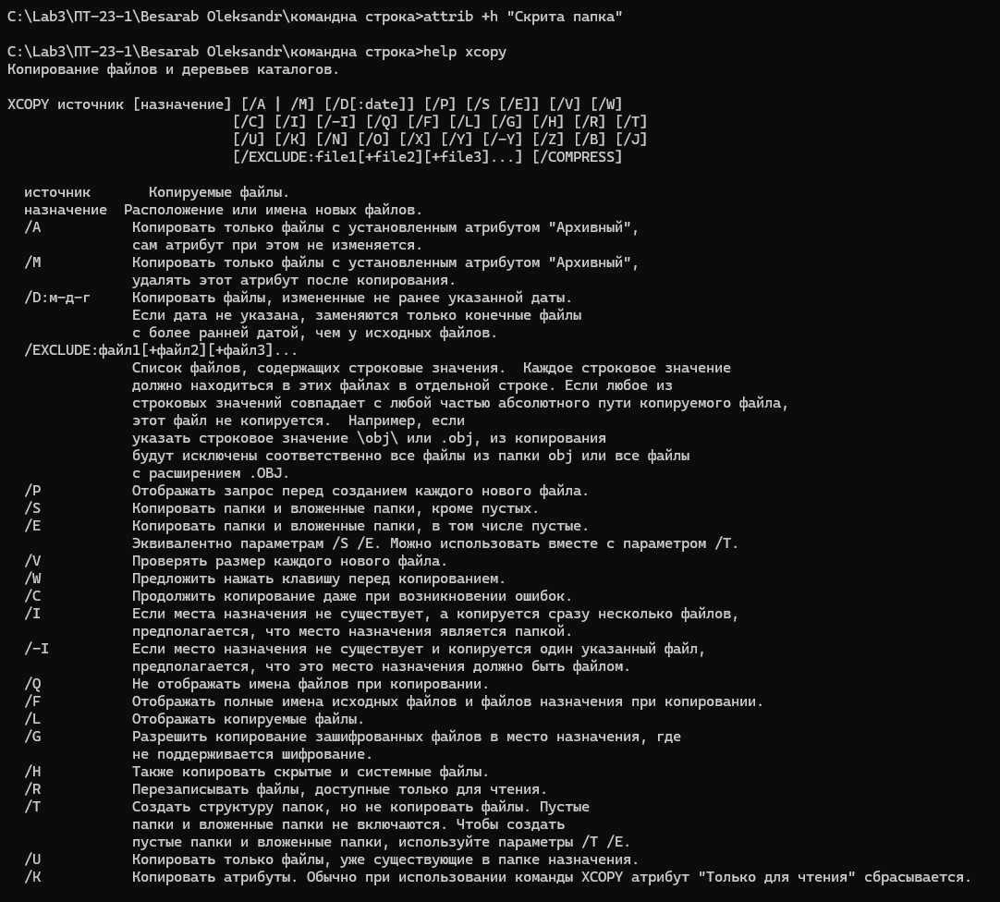 C:\Lab3\ПТ-23-1\Besarab Oleksandr\командна строка>attrib +h "Скрита папка"
C:\Lab3\ПТ-23-1\Besarab Oleksandr\командна строка>help xcopy
Копирование файлов и деревьев каталогов.
XCOPY источник [назначение] [/A | /M] [/D[:date]] [/P] [/S [/E]] [/V] [/W]
[/C] [/I] [/-I] [/Q] [/F] [/L] [/G] [/H] [/R] [/T]
[/U] [/K] [/N] [/O] [/X] [/Y] [/-Y] [/Z] [/B] [/J]
[/EXCLUDE:file1[+file2][+file3]...] [/COMPRESS]
источник Копируемые файлы.
назначение Расположение или имена новых файлов.
/A Копировать только файлы с установленным атрибутом "Архивный",
сам атрибут при этом не изменяется.
/M Копировать только файлы с установленным атрибутом "Архивный",
удалять этот атрибут после копирования.
/D:м-д-г Копировать файлы, измененные не ранее указанной даты.
Если дата не указана, заменяются только конечные файлы
с более ранней датой, чем у исходных файлов.
/EXCLUDE:файл1[+файл2][+файл3]...
Список файлов, содержащих строковые значения. Каждое строковое значение
должно находиться в этих файлах в отдельной строке. Если любое из
строковых значений совпадает с любой частью абсолютного пути копируемого файла,
этот файл не копируется. Например, если
указать строковое значение \obj\ или .obj, из копирования
будут исключены соответственно все файлы из папки obj или все файлы
с расширением .OBJ.
/P Отображать запрос перед созданием каждого нового файла.
/S Копировать папки и вложенные папки, кроме пустых.
/E Копировать папки и вложенные папки, в том числе пустые.
Эквивалентно параметрам /S /E. Можно использовать вместе с параметром /T.
/V Проверять размер каждого нового файла.
/W Предложить нажать клавишу перед копированием.
/C Продолжить копирование даже при возникновении ошибок.
/I Если места назначения не существует, а копируется сразу несколько файлов,
предполагается, что место назначения является папкой.
/-I Если место назначения не существует и копируется один указанный файл,
предполагается, что это место назначения должно быть файлом.
/Q Не отображать имена файлов при копировании.
/F Отображать полные имена исходных файлов и файлов назначения при копировании.
/L Отображать копируемые файлы.
/G Разрешить копирование зашифрованных файлов в место назначения, где
не поддерживается шифрование.
/H Также копировать скрытые и системные файлы.
/R Перезаписывать файлы, доступные только для чтения.
/T Создать структуру папок, но не копировать файлы. Пустые
папки и вложенные папки не включаются. Чтобы создать
пустые папки и вложенные папки, используйте параметры /T /E.
/U Копировать только файлы, уже существующие в папке назначения.
/K Копировать атрибуты. Обычно при использовании команды XCOPY атрибут "Только для чтения" сбрасывается.